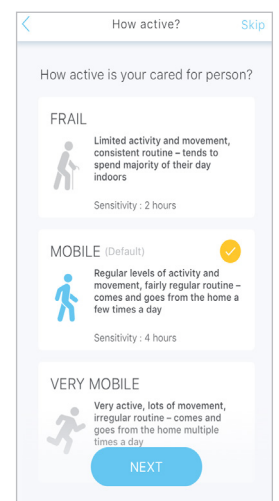 How active?
Skip
How active is your cared for person?
FRAIL
Limited activity and movement,
consistent routine – tends to
spend majority of their day
indoors
Sensitivity : 2 hours
MOBILE (Default)
Regular levels of activity and
movement, fairly regular routine –
comes and goes from the home a
few times a day
Sensitivity : 4 hours
VERY MOBILE
Very active, lots of movement,
irregular routine – comes and
goes from the home multiple
times a day
NEXT